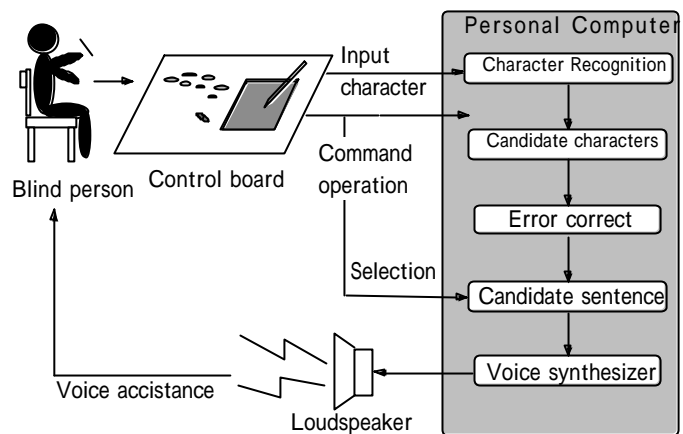 Personal Computer
Input
character
Character Recognition
Candidate characters
Command
operation
Blind person
Control board
Error correct
Selection
Candidate sentence
Voice synthesizer
Voice accistance
Loudspeaker